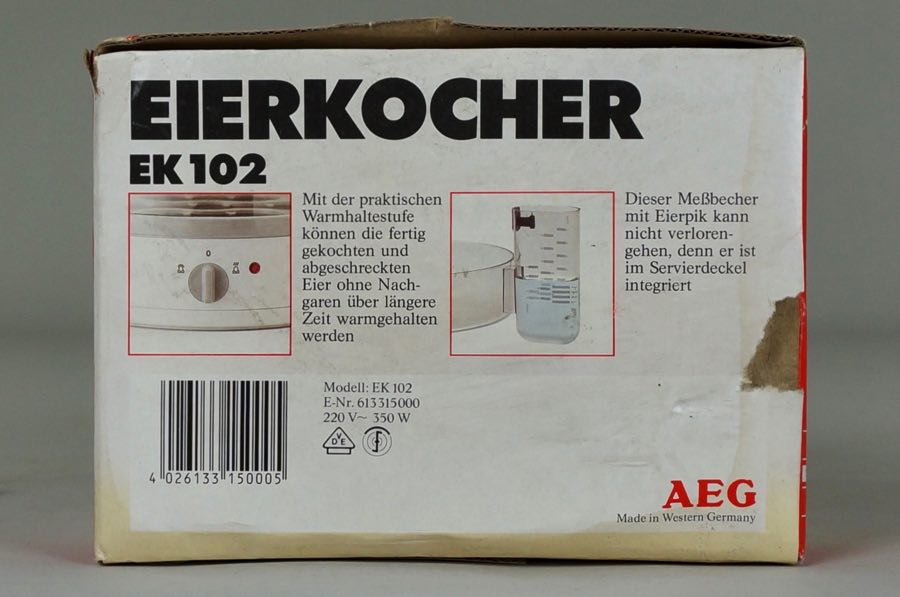 EIERKOCHER
EK 102
Mit der praktischen
Warmhaltestufe
können die fertig
gekochten und
abgeschreckten
Eier ohne Nach-
garen über längere
Zeit warmgehalten
werden
0
Dieser Meßbecher
mit Eierpik kann
nicht verloren-
gehen, denn er ist
im Servierdeckel
integriert
Modell: EK 102
E-Nr. 613315000
220 V~ 350 W
VDE
4 026133 150005
AEG
Made in Western Germany